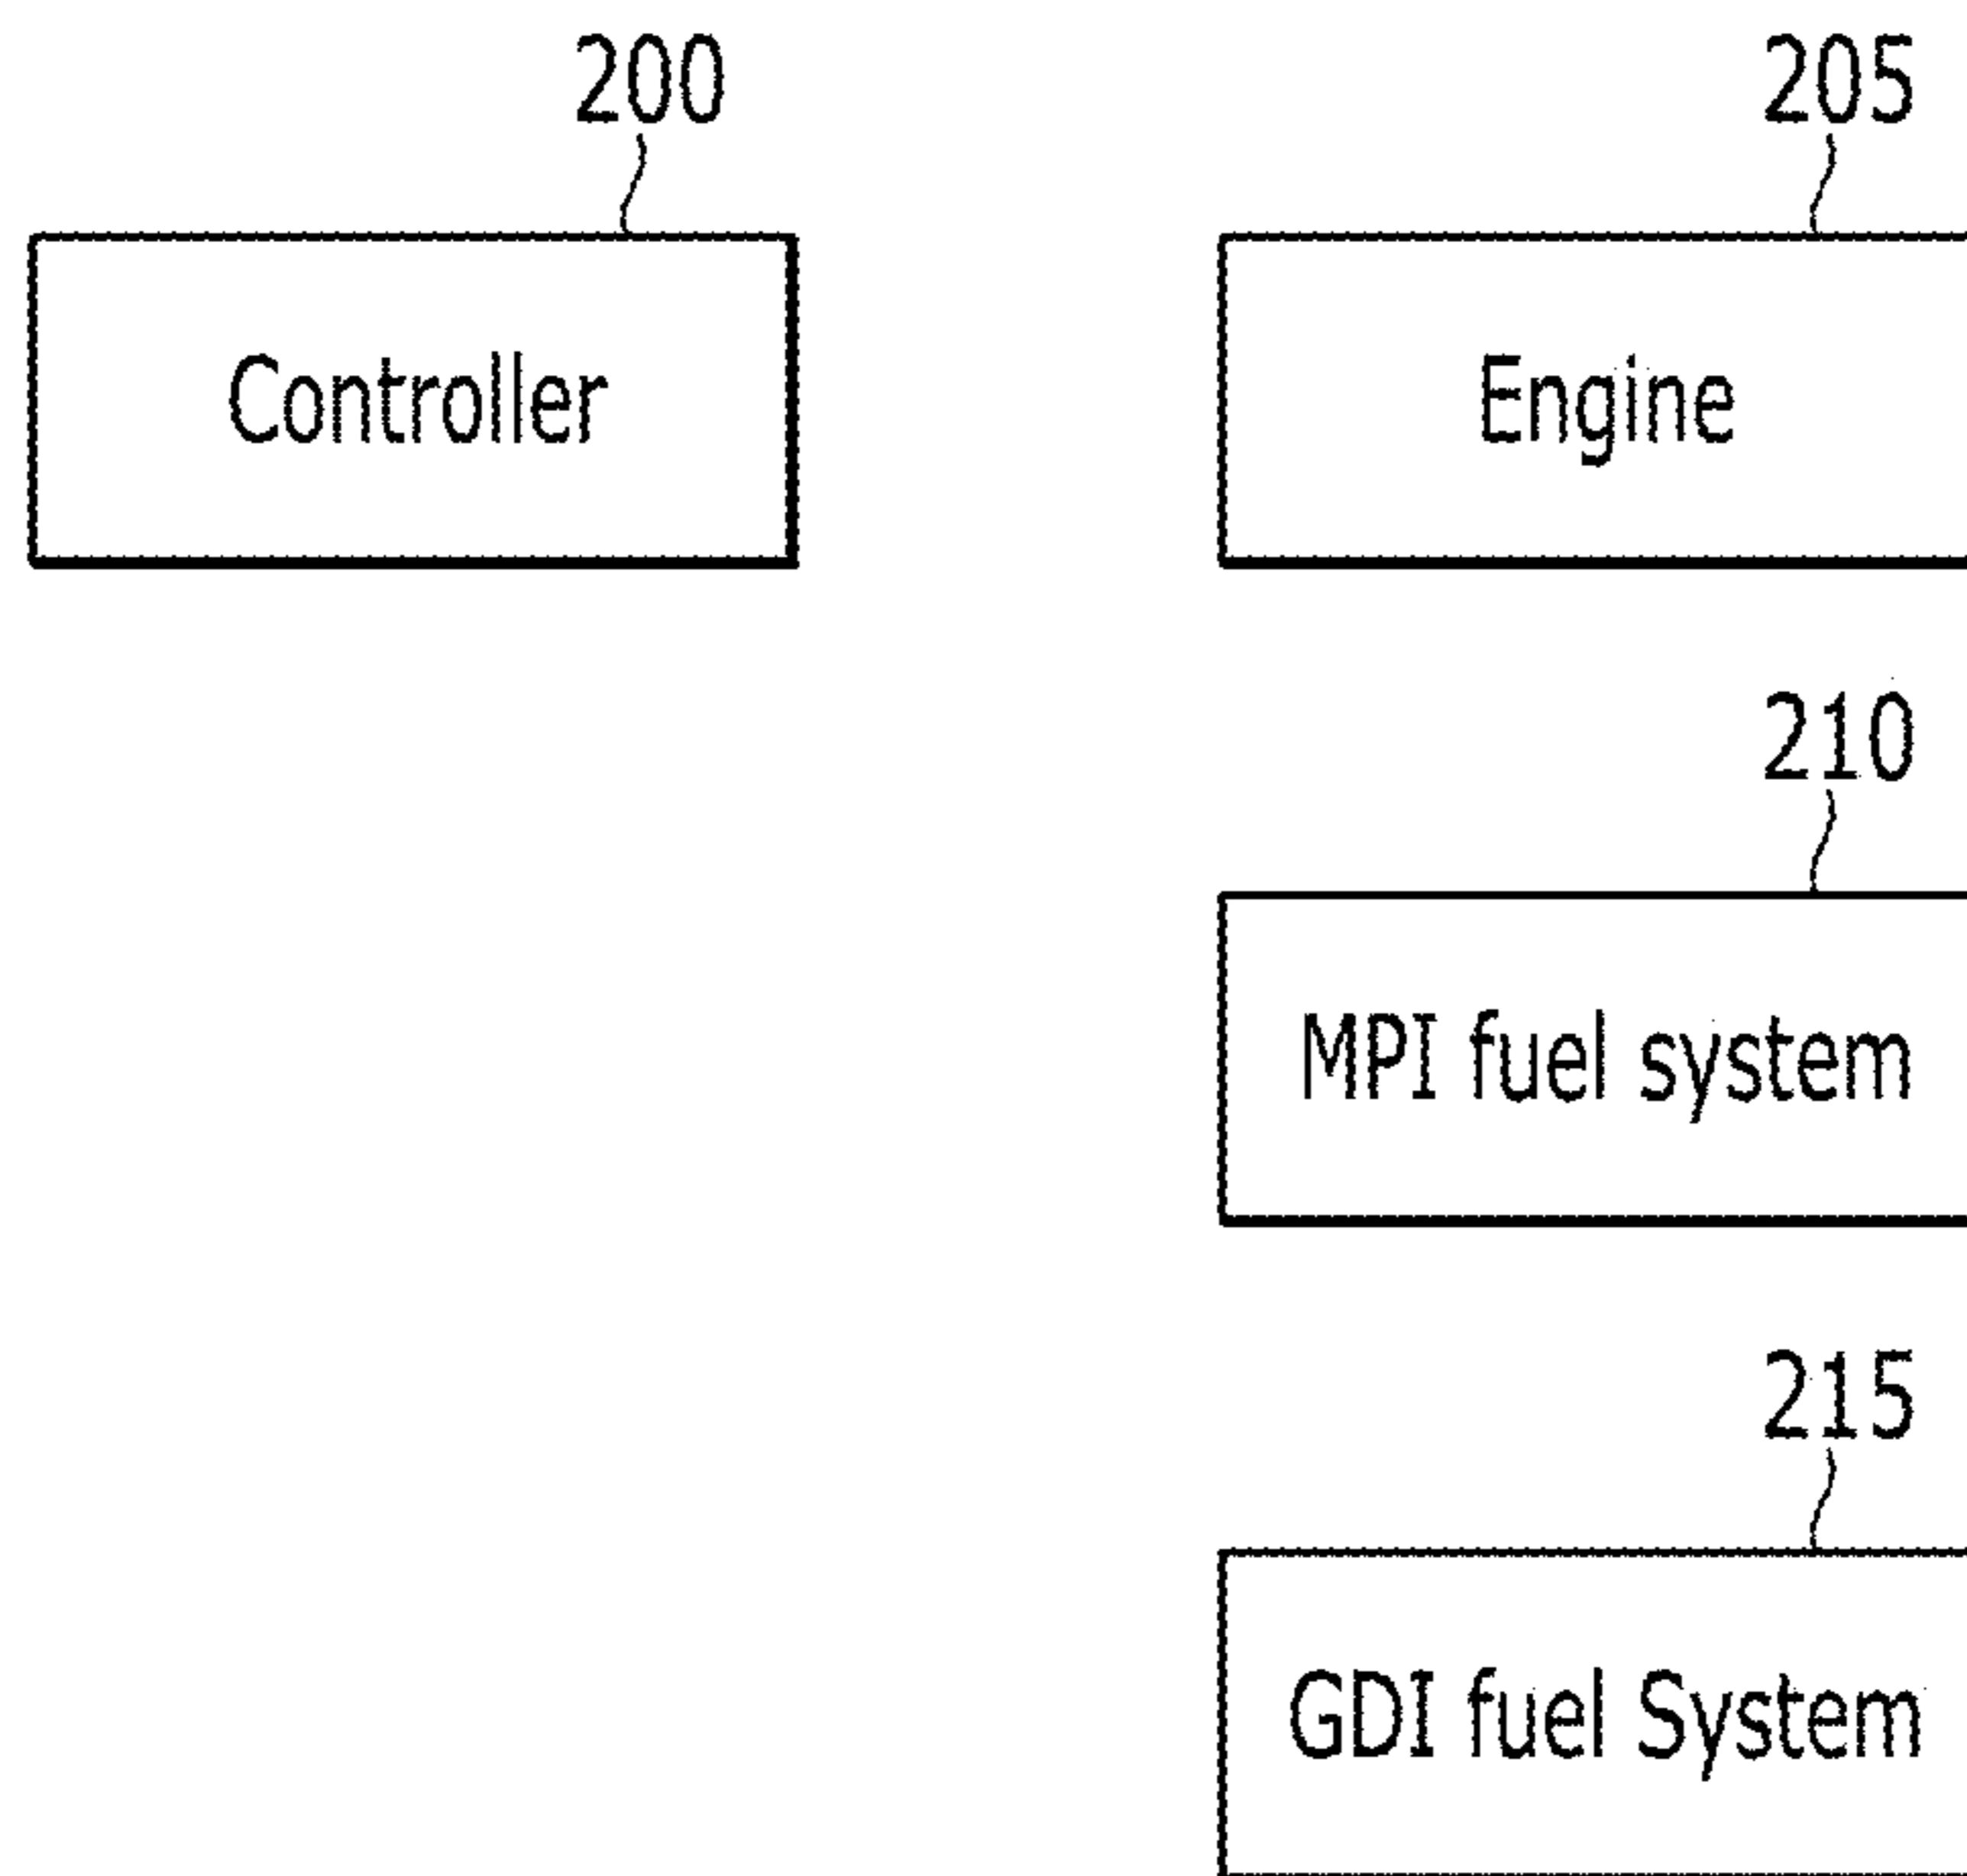 200
205
Controller
Engine
210
MPI fuel system
215
GDI fuel System